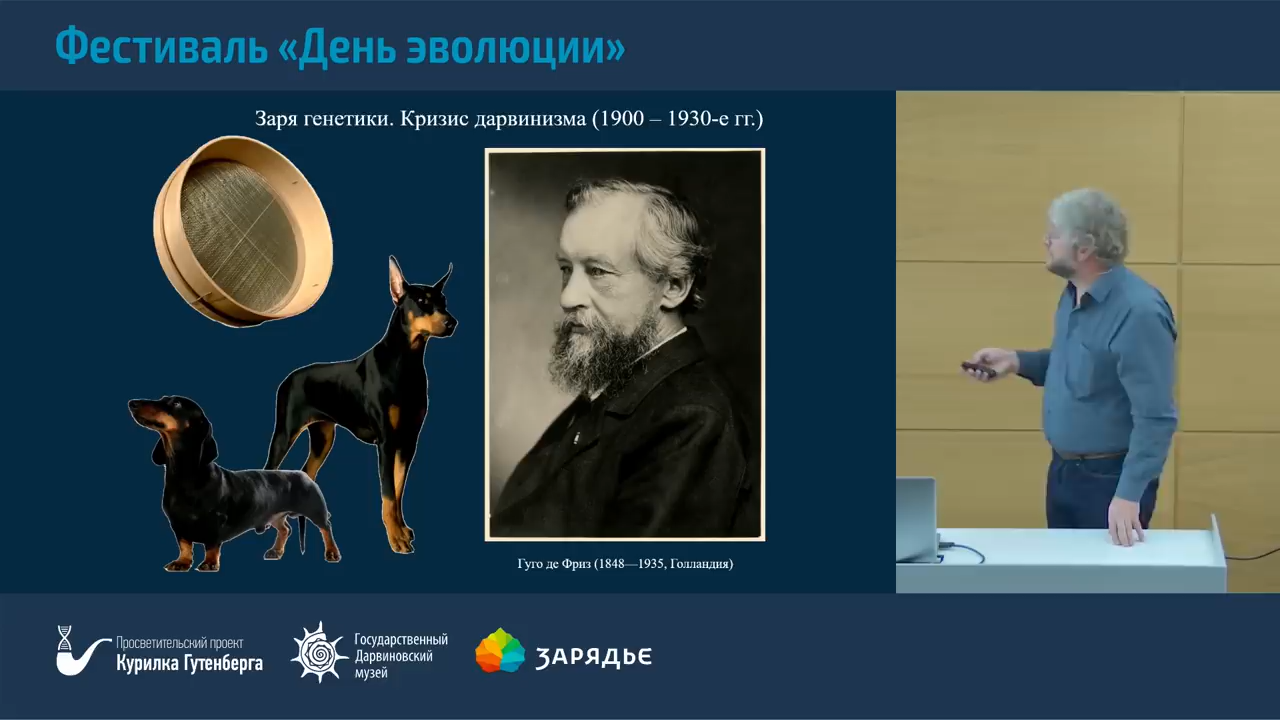 Фестиваль «День эволюции»
Заря генетики. Кризис дарвинизма (1900 – 1930-е гг.)
Гуго де Фриз (1848—1935, Голландия)
Просветительский проект
Курилка Гутенберга
Государственный
Дарвиновский
музей
ЗАРЯДЬЕ